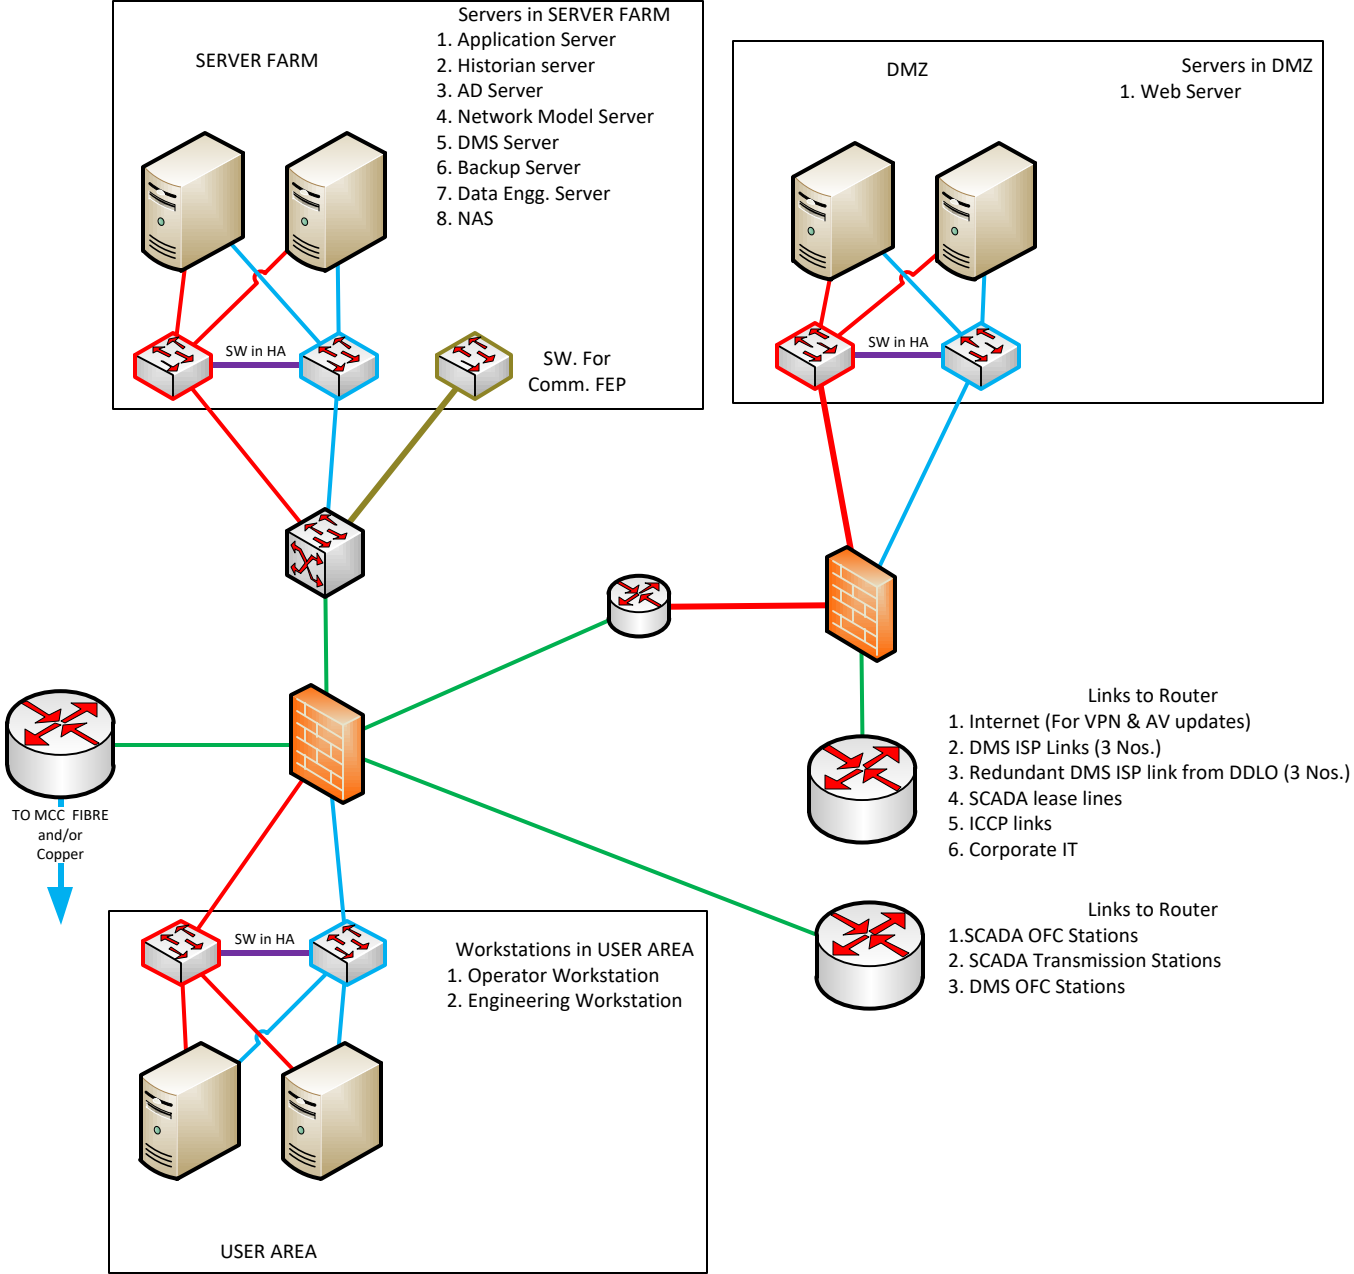 Servers in SERVER FARM
1. Application Server
2. Historian server
3. AD Server
4. Network Model Server
5. DMS Server
6. Backup Server
7. Data Engg. Server
8. NAS
SERVER FARM
DMZ
Servers in DMZ
1. Web Server
SW in HA
SW. For
Comm. FEP
SW in HA
Links to Router
1. Internet (For VPN & AV updates)
2. DMS ISP Links (3 Nos.)
3. Redundant DMS ISP link from DDLO (3 Nos.)
4. SCADA lease lines
5. ICCP links
6. Corporate IT
TO MCC FIBRE
and/or
Copper
Links to Router
1.SCADA OFC Stations
2. SCADA Transmission Stations
3. DMS OFC Stations
SW in HA
Workstations in USER AREA
1. Operator Workstation
2. Engineering Workstation
USER AREA